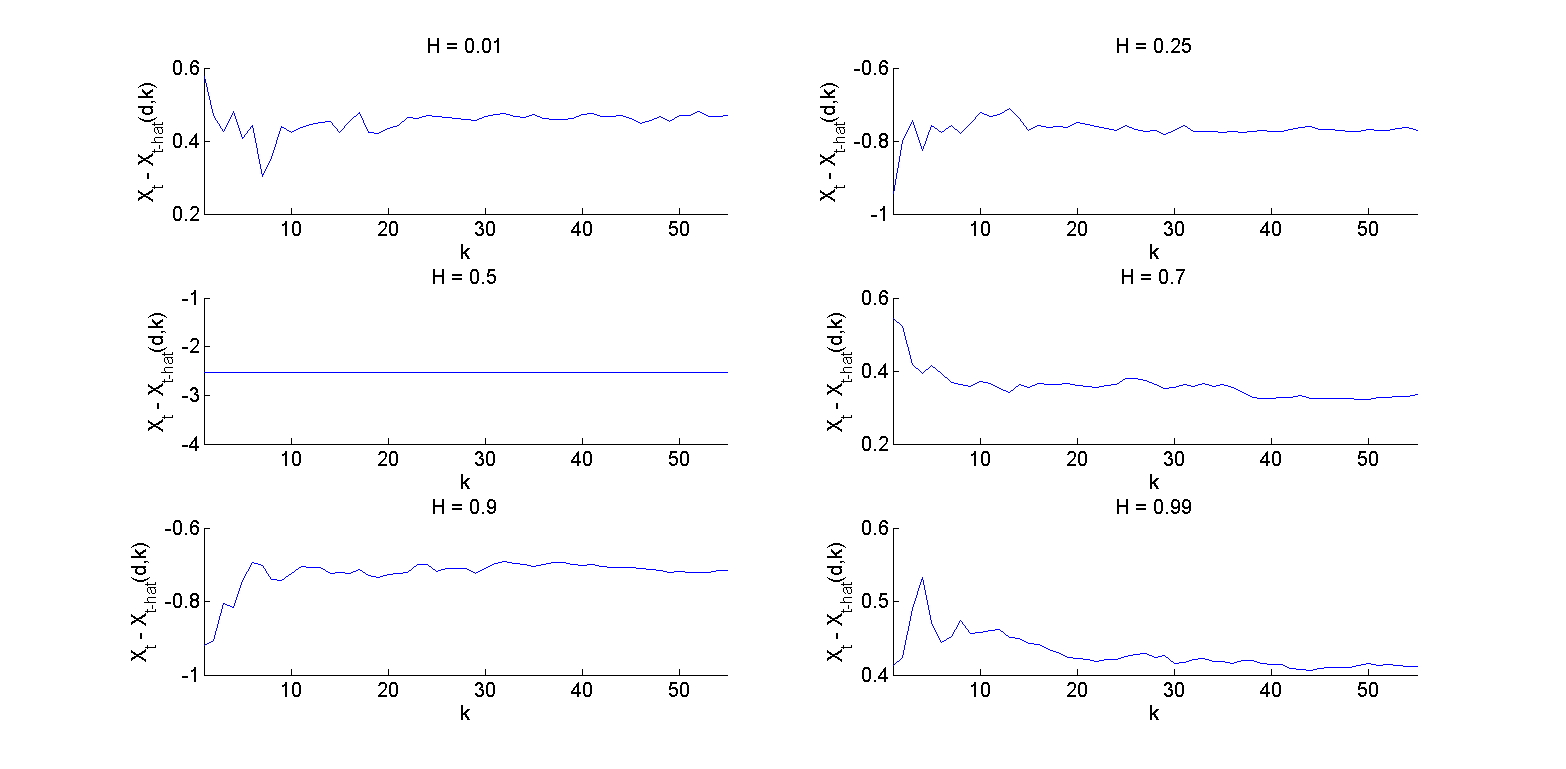 H = 0.01
0.6
0.4
0.2
X_t - X_t-hat(d,k)
10 20 30 40 50
k
H = 0.25
-0.6
-0.8
-1
X_t - X_t-hat(d,k)
10 20 30 40 50
k
H = 0.5
-1
-2
-3
-4
X_t - X_t-hat(d,k)
10 20 30 40 50
k
H = 0.7
0.6
0.4
0.2
X_t - X_t-hat(d,k)
10 20 30 40 50
k
H = 0.9
-0.6
-0.8
-1
X_t - X_t-hat(d,k)
10 20 30 40 50
k
H = 0.99
0.6
0.5
0.4
X_t - X_t-hat(d,k)
10 20 30 40 50
k